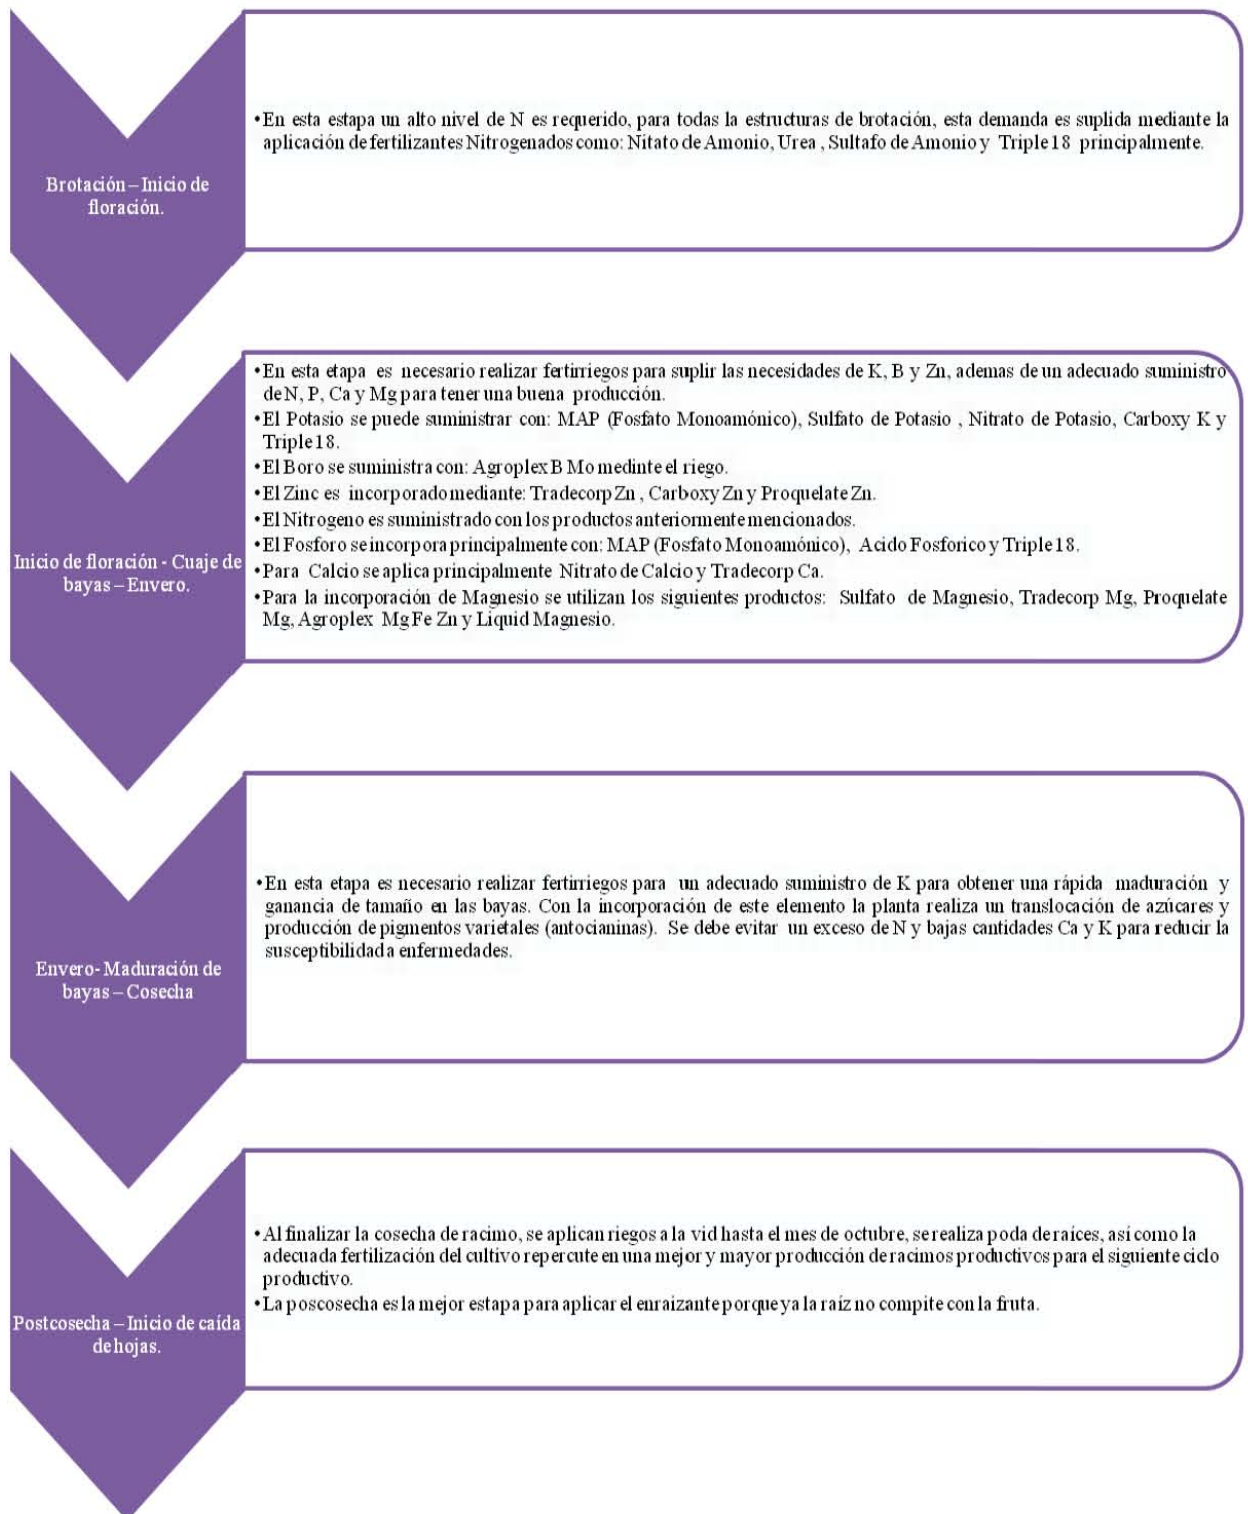 Brotación – Inicio de
floración.
•En esta estapa un alto nivel de N es requerido, para todas la estructuras de brotación, esta demanda es suplida mediante la
aplicación de fertilizantes Nitrogenados como: Nitato de Amonio, Urea , Sultafo de Amonio y Triple 18 principalmente.
Inicio de floración - Cuaje de
bayas – Envero.
•En esta etapa es necesario realizar fertirriegos para suplir las necesidades de K, B y Zn, ademas de un adecuado suministro
de N, P, Ca y Mg para tener una buena producción.
•El Potasio se puede suministrar con: MAP (Fosfato Monoamónico), Sulfato de Potasio , Nitrato de Potasio, Carboxy K y
Triple 18.
•El Boro se suministra con: Agroplex B Mo medinte el riego.
•El Zinc es incorporado mediante: Tradecorp Zn , Carboxy Zn y Proquelate Zn.
•El Nitrogeno es suministrado con los productos anteriormente mencionados.
•El Fosforo se incorpora principalmente con: MAP (Fosfato Monoamónico), Acido Fosforico y Triple 18.
•Para Calcio se aplica principalmente Nitrato de Calcio y Tradecorp Ca.
•Para la incorporación de Magnesio se utilizan los siguientes productos: Sulfato de Magnesio, Tradecorp Mg, Proquelate
Mg, Agroplex Mg Fe Zn y Liquid Magnesio.
Envero- Maduración de
bayas – Cosecha
•En esta etapa es necesario realizar fertirriegos para un adecuado suministro de K para obtener una rápida maduración y
ganancia de tamaño en las bayas. Con la incorporación de este elemento la planta realiza un translocación de azúcares y
producción de pigmentos varietales (antocianinas). Se debe evitar un exceso de N y bajas cantidades Ca y K para reducir la
susceptibilidad a enfermedades.
Postcosecha – Inicio de caída
de hojas.
•Al finalizar la cosecha de racimo, se aplican riegos a la vid hasta el mes de octubre, se realiza poda de raíces, así como la
adecuada fertilización del cultivo repercute en una mejor y mayor producción de racimos productivos para el siguiente ciclo
productivo.
•La poscosecha es la mejor estapa para aplicar el enraizante porque ya la raíz no compite con la fruta.